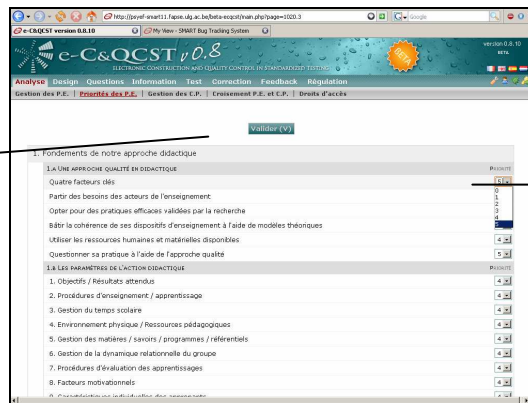 http://psyef-smart11.fapse.ulg.ac.be/beta-ecqcst/main.php?page=1020.3
Google
e-C&QCST version 0.8.10
My View - SMART Bug Tracking System
e-C&QCST v0.8
ELECTRONIC CONSTRUCTION AND QUALITY CONTROL IN STANDARDIZED TESTING
BETA
version 0.8.10
BETA
Analyse Design Questions Information Test Correction Feedback Régulation
Gestion des P.E. | Priorités des P.E. | Gestion des C.P. | Croisement P.E. et C.P. | Droits d'accès
Valider (V)
1. Fondements de notre approche didactique
1.A UNE APPROCHE QUALITÉ EN DIDACTIQUE PRIORITÉ
Quatre facteurs clés 5
0
1
2
3
4
5
Partir des besoins des acteurs de l'enseignement
Opter pour des pratiques efficaces validées par la recherche
Bâtir la cohérence de ses dispositifs d'enseignement à l'aide de modèles théoriques
Utiliser les ressources humaines et matérielles disponibles 4
Questionner sa pratique à l'aide de l'approche qualité 5
1.B LES PARAMÈTRES DE L'ACTION DIDACTIQUE PRIORITÉ
1. Objectifs / Résultats attendus 4
2. Procédures d'enseignement / apprentissage 4
3. Gestion du temps scolaire 4
4. Environnement physique / Ressources pédagogiques 4
5. Gestion des matières / savoirs / programmes / référentiels 4
6. Gestion de la dynamique relationnelle du groupe 4
7. Procédures d'évaluation des apprentissages 4
8. Facteurs motivationnels 4
9. Caractéristiques individuelles des apprenants 4